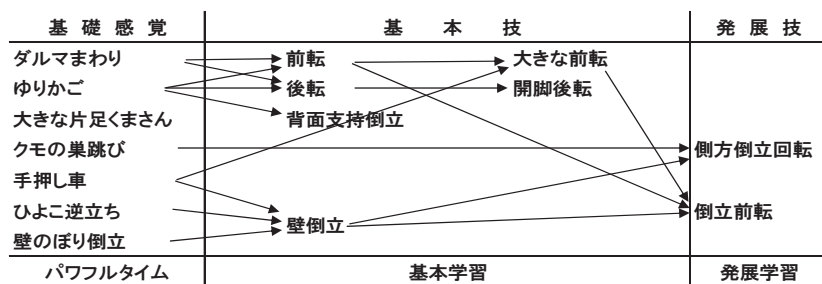 基礎感覚 基本技 発展技
ダルマまわり 前転 大きな前転
ゆりかご 後転 開脚後転
大きな片足くまさん 背面支持倒立
クモの巣跳び 側方倒立回転
手押し車
ひよこ逆立ち 壁倒立 倒立前転
壁のぼり倒立
パワフルタイム 基本学習 発展学習